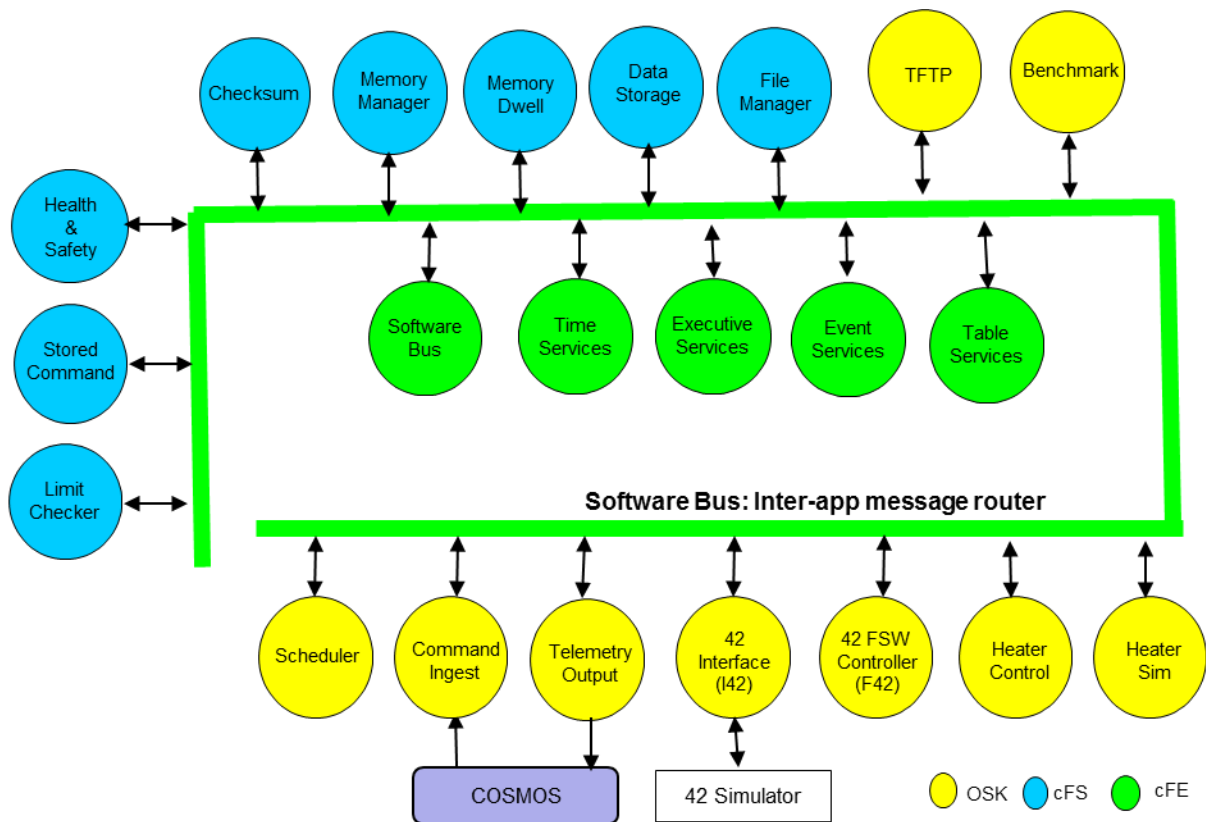 Checksum
Memory
Manager
Memory
Dwell
Data
Storage
File
Manager
TFTP
Benchmark
Health
&
Safety
Stored
Command
Limit
Checker
Software
Bus
Time
Services
Executive
Services
Event
Services
Table
Services
Software Bus: Inter-app message router
Scheduler
Command
Ingest
Telemetry
Output
42
Interface
(I42)
42 FSW
Controller
(F42)
Heater
Control
Heater
Sim
COSMOS
42 Simulator
OSK
cFS
cFE